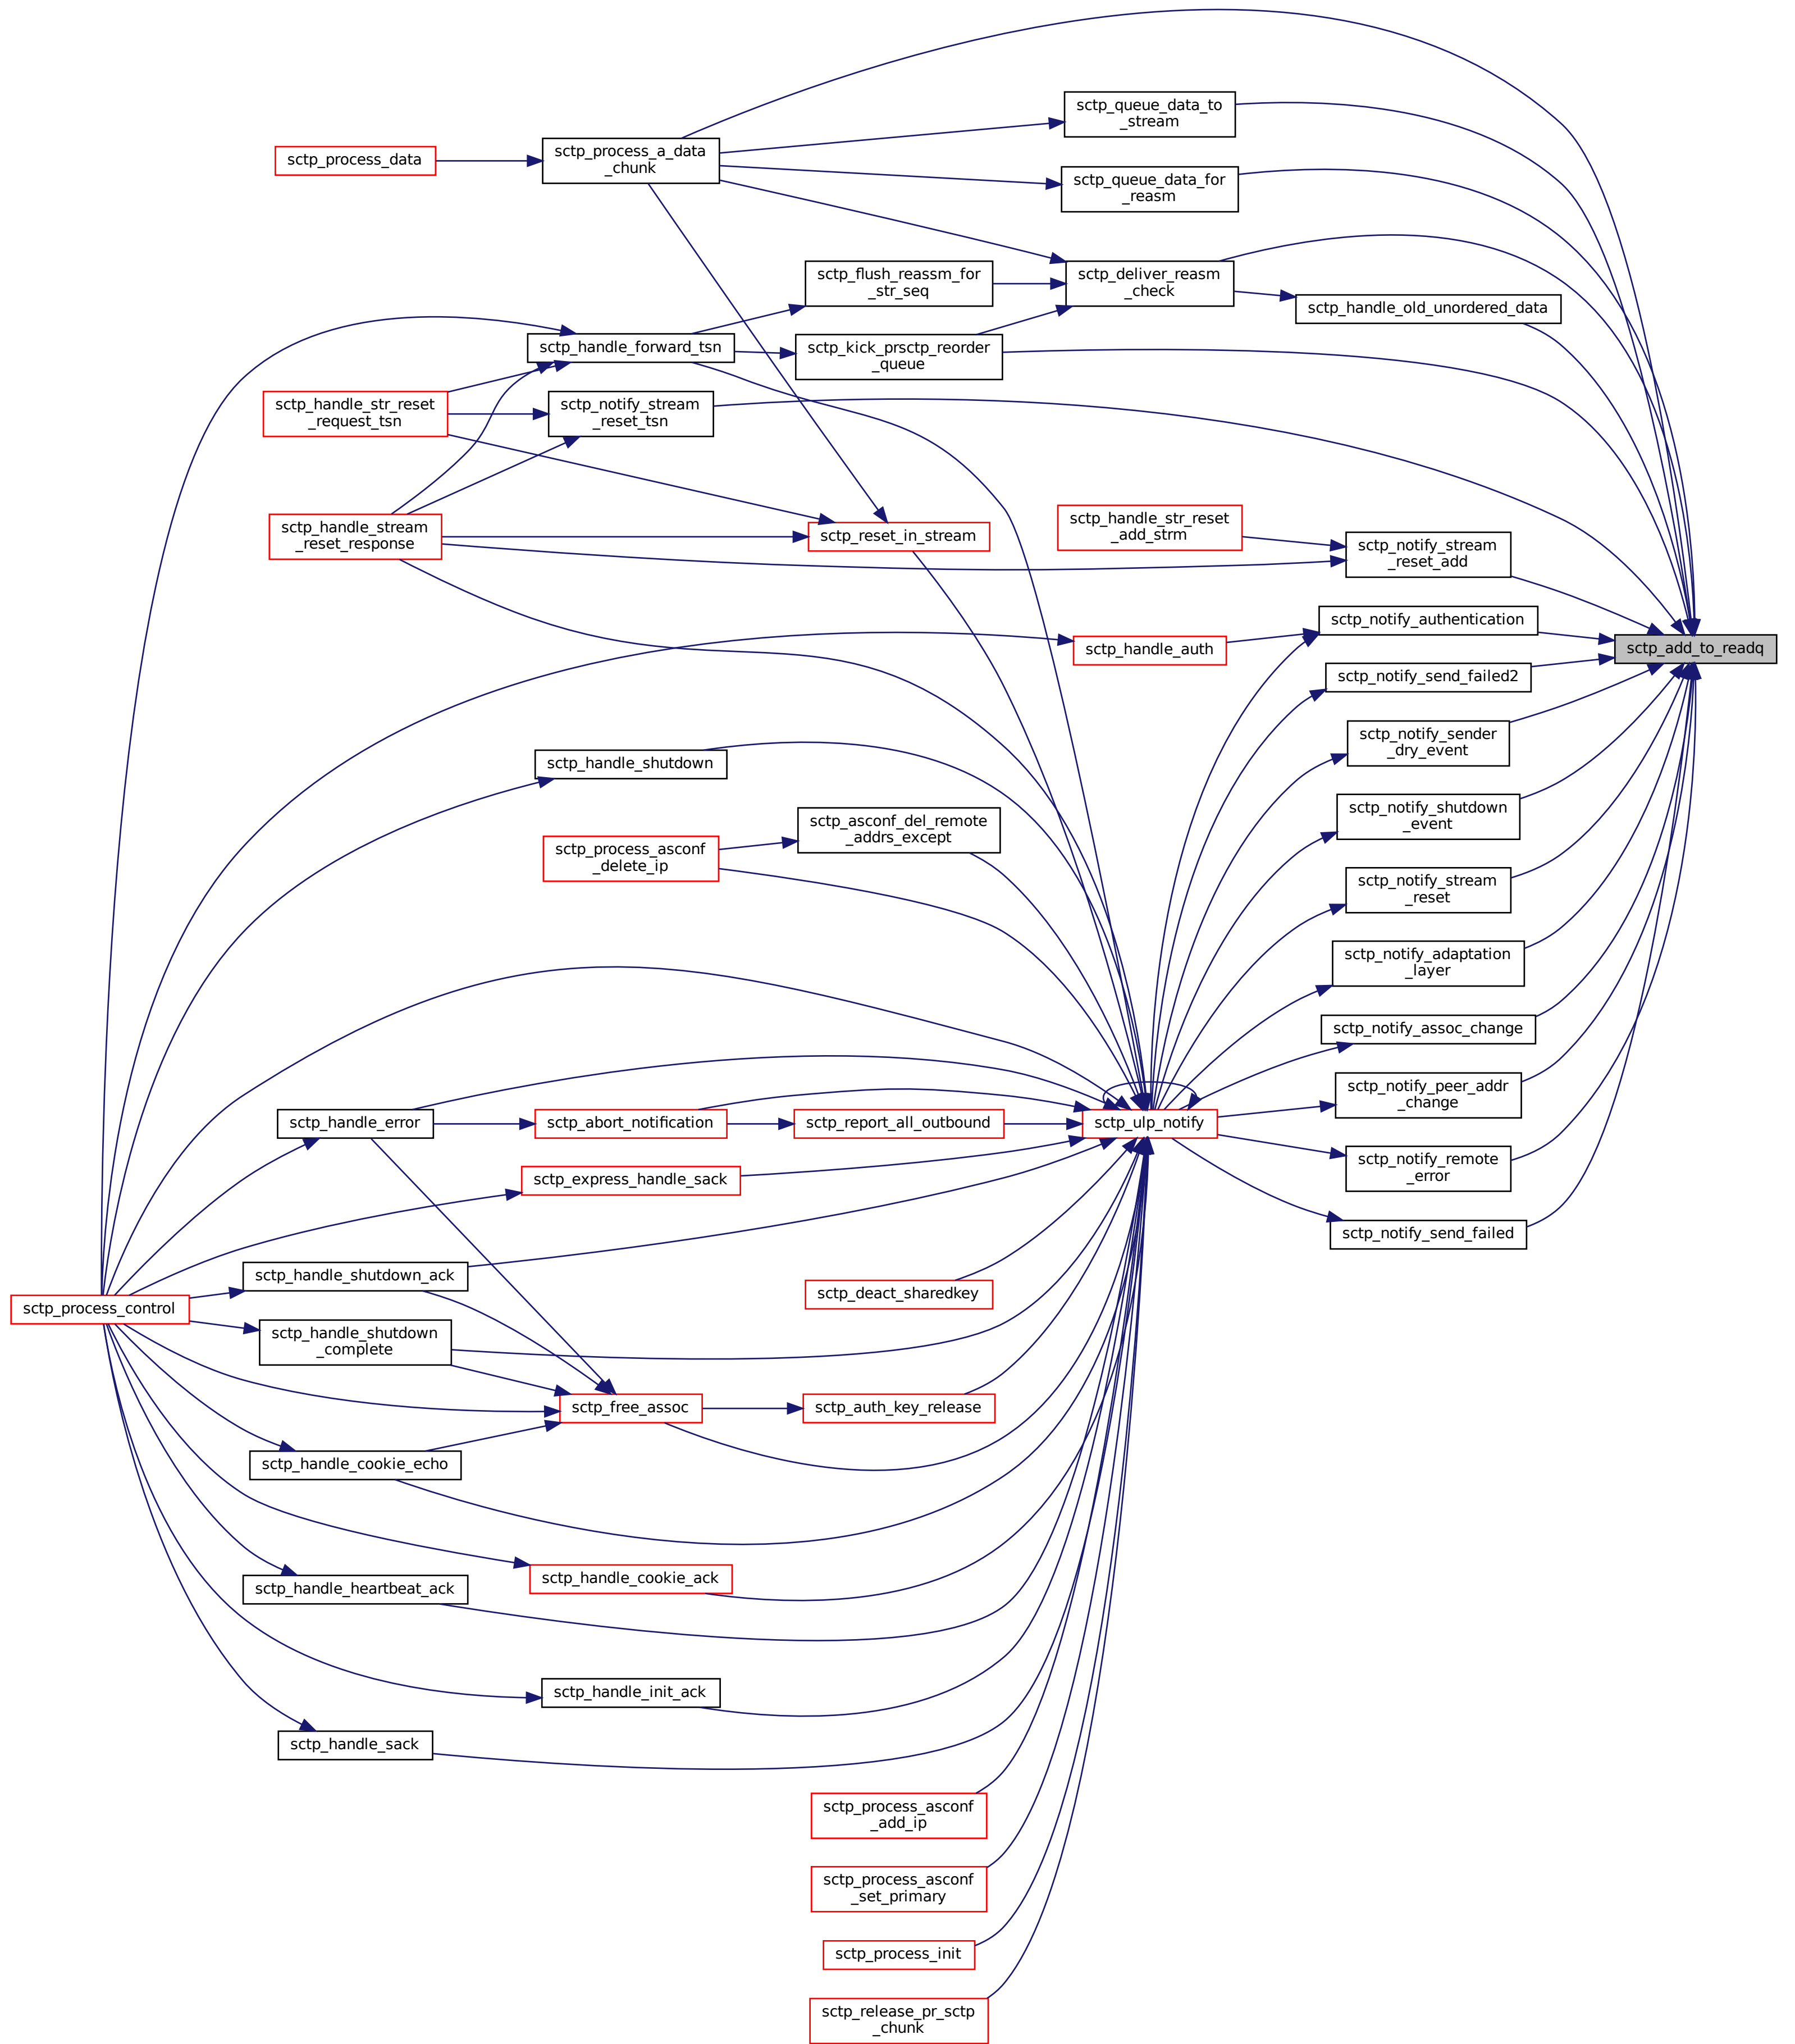 sctp_queue_data_to
_stream
sctp_process_data
sctp_process_a_data
_chunk
sctp_queue_data_for
_reasm
sctp_flush_reassm_for
_str_seq
sctp_deliver_reasm
_check
sctp_handle_old_unordered_data
sctp_handle_forward_tsn
sctp_kick_prsctp_reorder
_queue
sctp_handle_str_reset
_request_tsn
sctp_notify_stream
_reset_tsn
sctp_handle_stream
_reset_response
sctp_reset_in_stream
sctp_handle_str_reset
_add_strm
sctp_notify_stream
_reset_add
sctp_notify_authentication
sctp_handle_auth
sctp_add_to_readq
sctp_notify_send_failed2
sctp_notify_sender
_dry_event
sctp_handle_shutdown
sctp_notify_shutdown
_event
sctp_asconf_del_remote
_addrs_except
sctp_process_asconf
_delete_ip
sctp_notify_stream
_reset
sctp_notify_adaptation
_layer
sctp_notify_assoc_change
sctp_notify_peer_addr
_change
sctp_handle_error
sctp_abort_notification
sctp_report_all_outbound
sctp_ulp_notify
sctp_notify_remote
_error
sctp_express_handle_sack
sctp_notify_send_failed
sctp_handle_shutdown_ack
sctp_deact_sharedkey
sctp_process_control
sctp_handle_shutdown
_complete
sctp_free_assoc
sctp_auth_key_release
sctp_handle_cookie_echo
sctp_handle_cookie_ack
sctp_handle_heartbeat_ack
sctp_handle_init_ack
sctp_handle_sack
sctp_process_asconf
_add_ip
sctp_process_asconf
_set_primary
sctp_process_init
sctp_release_pr_sctp
_chunk